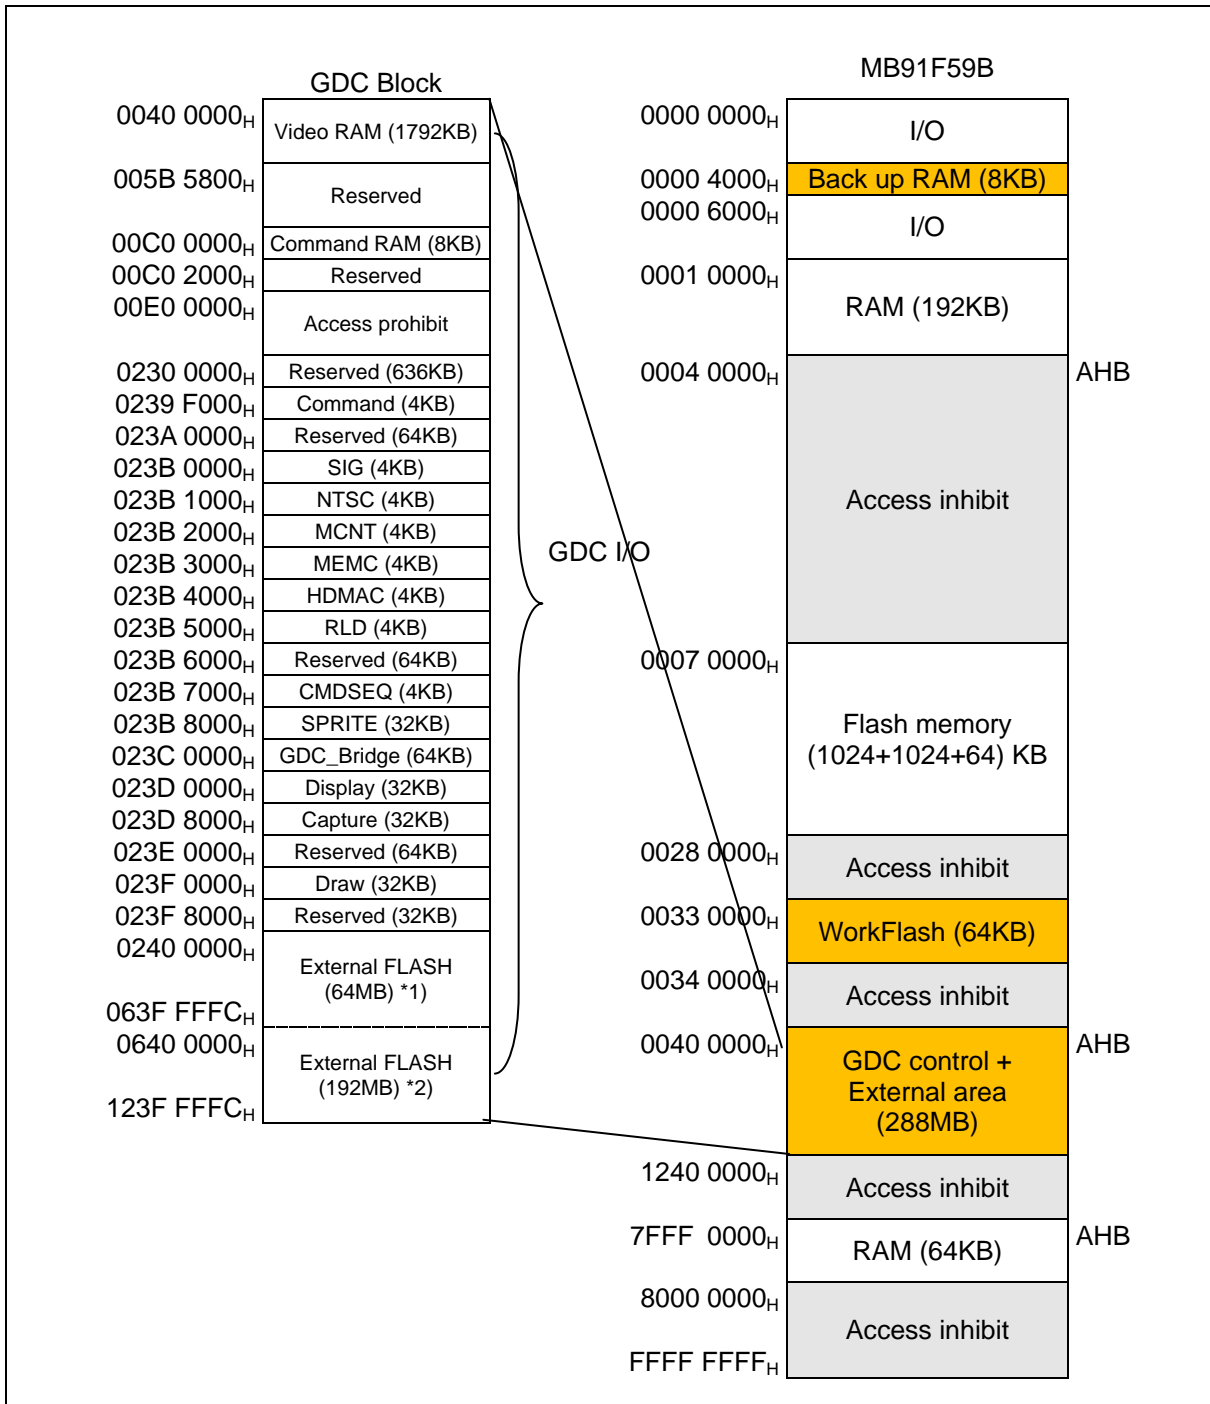 GDC Block
0040 0000H
Video RAM (1792KB)
005B 5800H
Reserved
00C0 0000H
Command RAM (8KB)
00C0 2000H
Reserved
00E0 0000H
Access prohibit
0230 0000H
Reserved (636KB)
0239 F000H
Command (4KB)
023A 0000H
Reserved (64KB)
023B 0000H
SIG (4KB)
023B 1000H
NTSC (4KB)
023B 2000H
MCNT (4KB)
023B 3000H
MEMC (4KB)
023B 4000H
HDMAC (4KB)
023B 5000H
RLD (4KB)
023B 6000H
Reserved (64KB)
023B 7000H
CMDSEQ (4KB)
023B 8000H
SPRITE (32KB)
023C 0000H
GDC_Bridge (64KB)
023D 0000H
Display (32KB)
023D 8000H
Capture (32KB)
023E 0000H
Reserved (64KB)
023F 0000H
Draw (32KB)
023F 8000H
Reserved (32KB)
0240 0000H
External FLASH
(64MB) *1)
063F FFFCH
0640 0000H
External FLASH
(192MB) *2)
123F FFFCH
GDC I/O
MB91F59B
0000 0000H
I/O
0000 4000H
Back up RAM (8KB)
0000 6000H
I/O
0001 0000H
RAM (192KB)
0004 0000H
AHB
Access inhibit
0007 0000H
Flash memory
(1024+1024+64) KB
0028 0000H
Access inhibit
0033 0000H
WorkFlash (64KB)
0034 0000H
Access inhibit
0040 0000H
AHB
GDC control +
External area
(288MB)
1240 0000H
Access inhibit
7FFF 0000H
AHB
RAM (64KB)
8000 0000H
Access inhibit
FFFF FFFFH